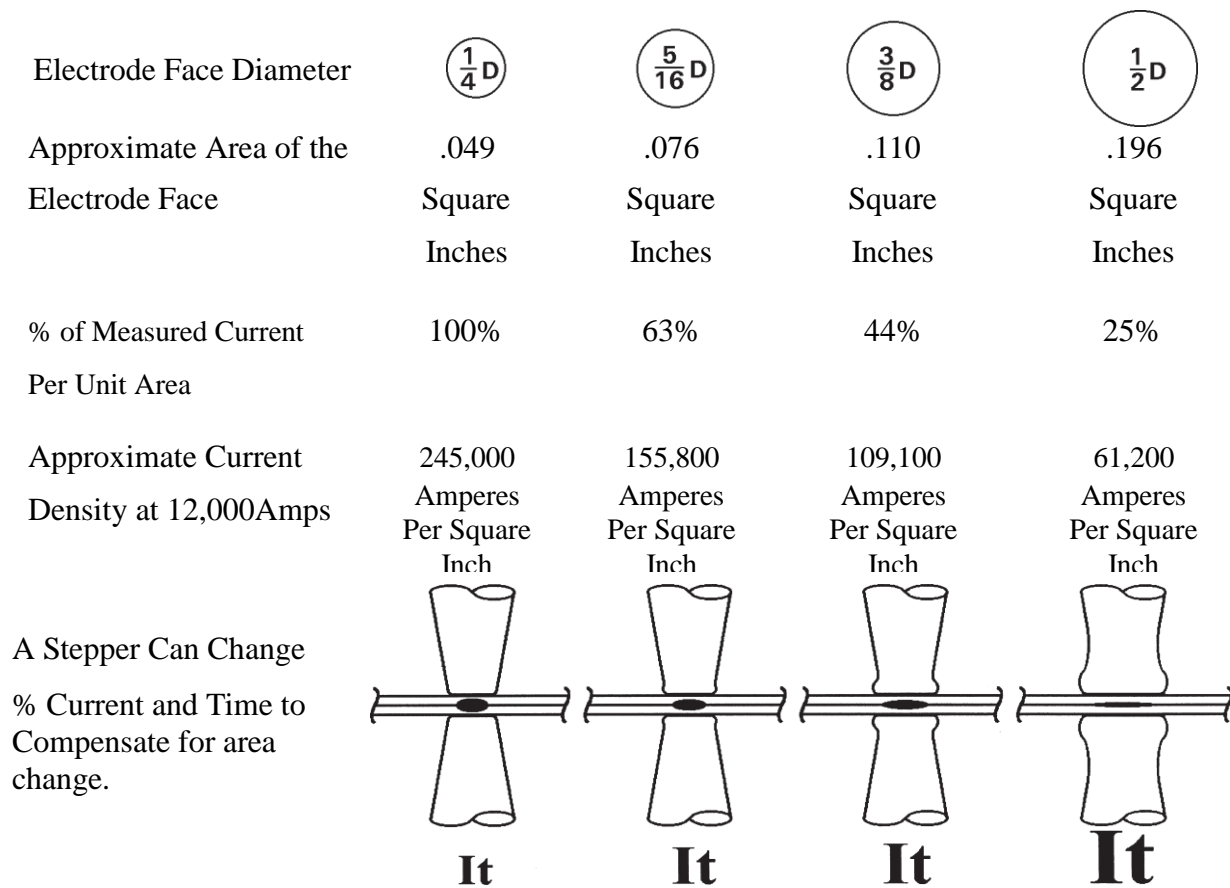 Electrode Face Diameter 1/4 D 5/16 D 3/8 D 1/2 D
Approximate Area of the .049 .076 .110 .196
Electrode Face Square Square Square Square
Inches Inches Inches Inches
% of Measured Current 100% 63% 44% 25%
Per Unit Area
Approximate Current 245,000 155,800 109,100 61,200
Density at 12,000Amps Amperes Amperes Amperes Amperes
Per Square Per Square Per Square Per Square
Inch Inch Inch Inch
A Stepper Can Change
% Current and Time to
Compensate for area
change.
It It It It